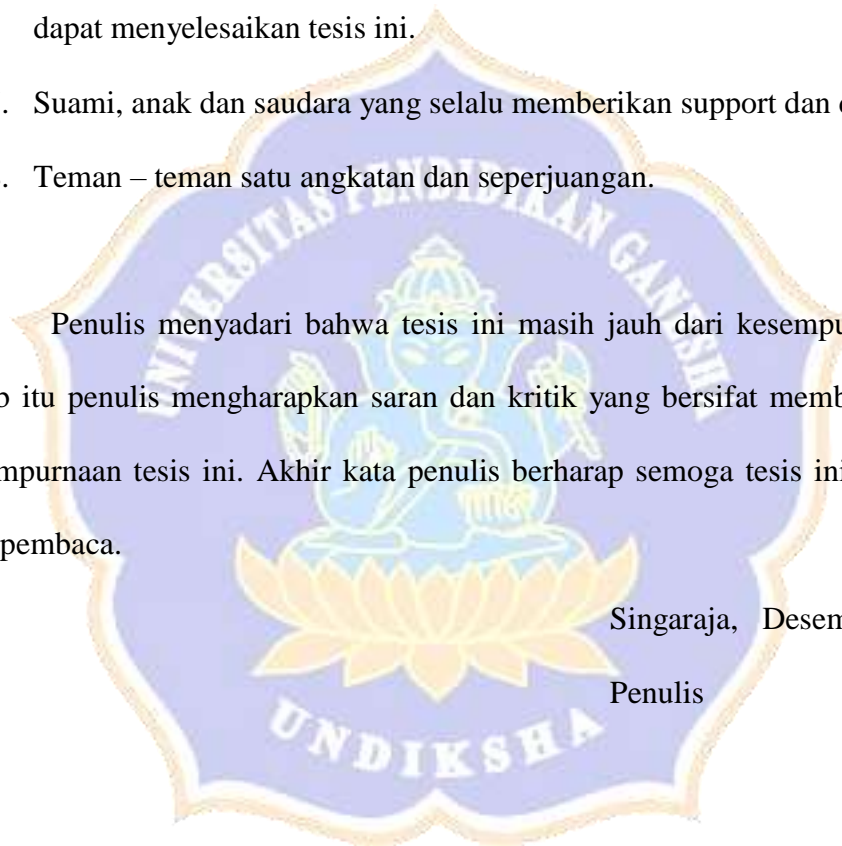 dapat menyelesaikan tesis ini.
. Suami, anak dan saudara yang selalu memberikan support dan
. Teman – teman satu angkatan dan seperjuangan.
UNIVERSITAS PENDIDIKAN GANESHA
Penulis menyadari bahwa tesis ini masih jauh dari kesempu
itu penulis mengharapkan saran dan kritik yang bersifat memb
mpurnaan tesis ini. Akhir kata penulis berharap semoga tesis ini
pembaca.
Singaraja, Desem
Penulis
UNDIKSHA